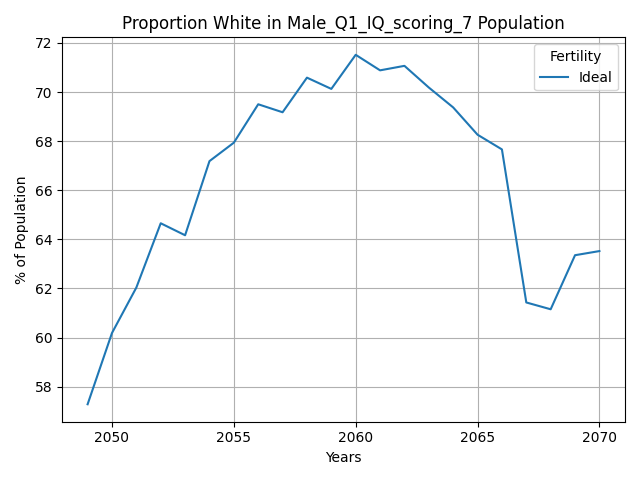 Proportion White in Male_Q1_IQ_scoring_7 Population
72
70
68
66
64
62
60
58
% of Population
Fertility
Ideal
2050 2055 2060 2065 2070
Years